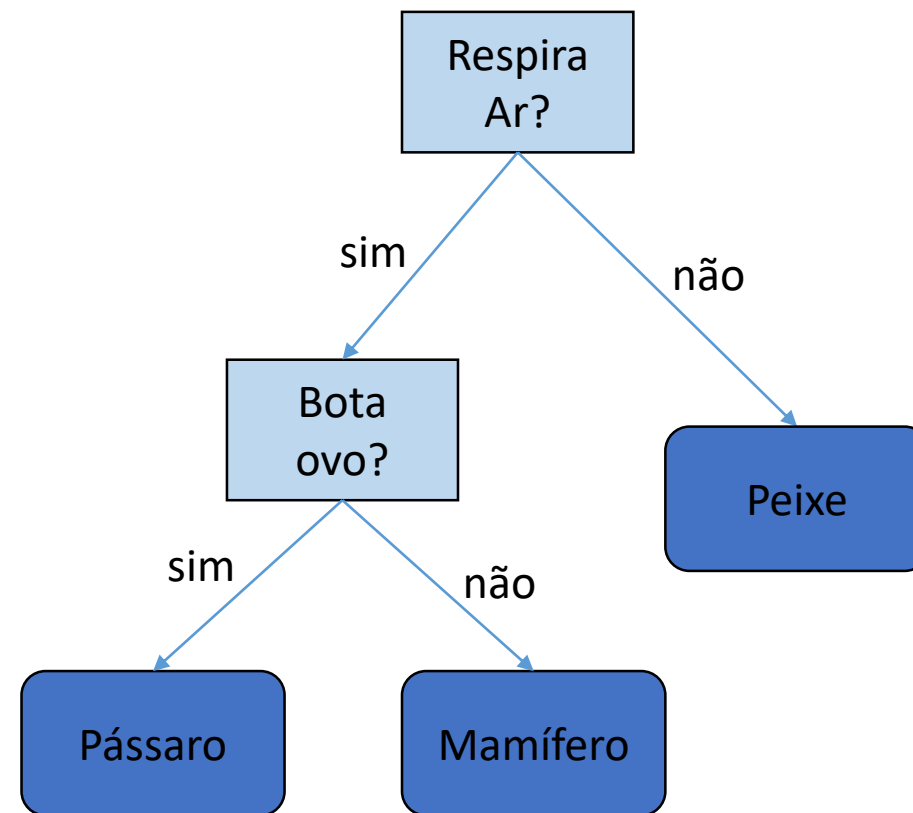 Respira
Ar?
sim
não
Bota
ovo?
Peixe
sim
não
Pássaro
Mamífero